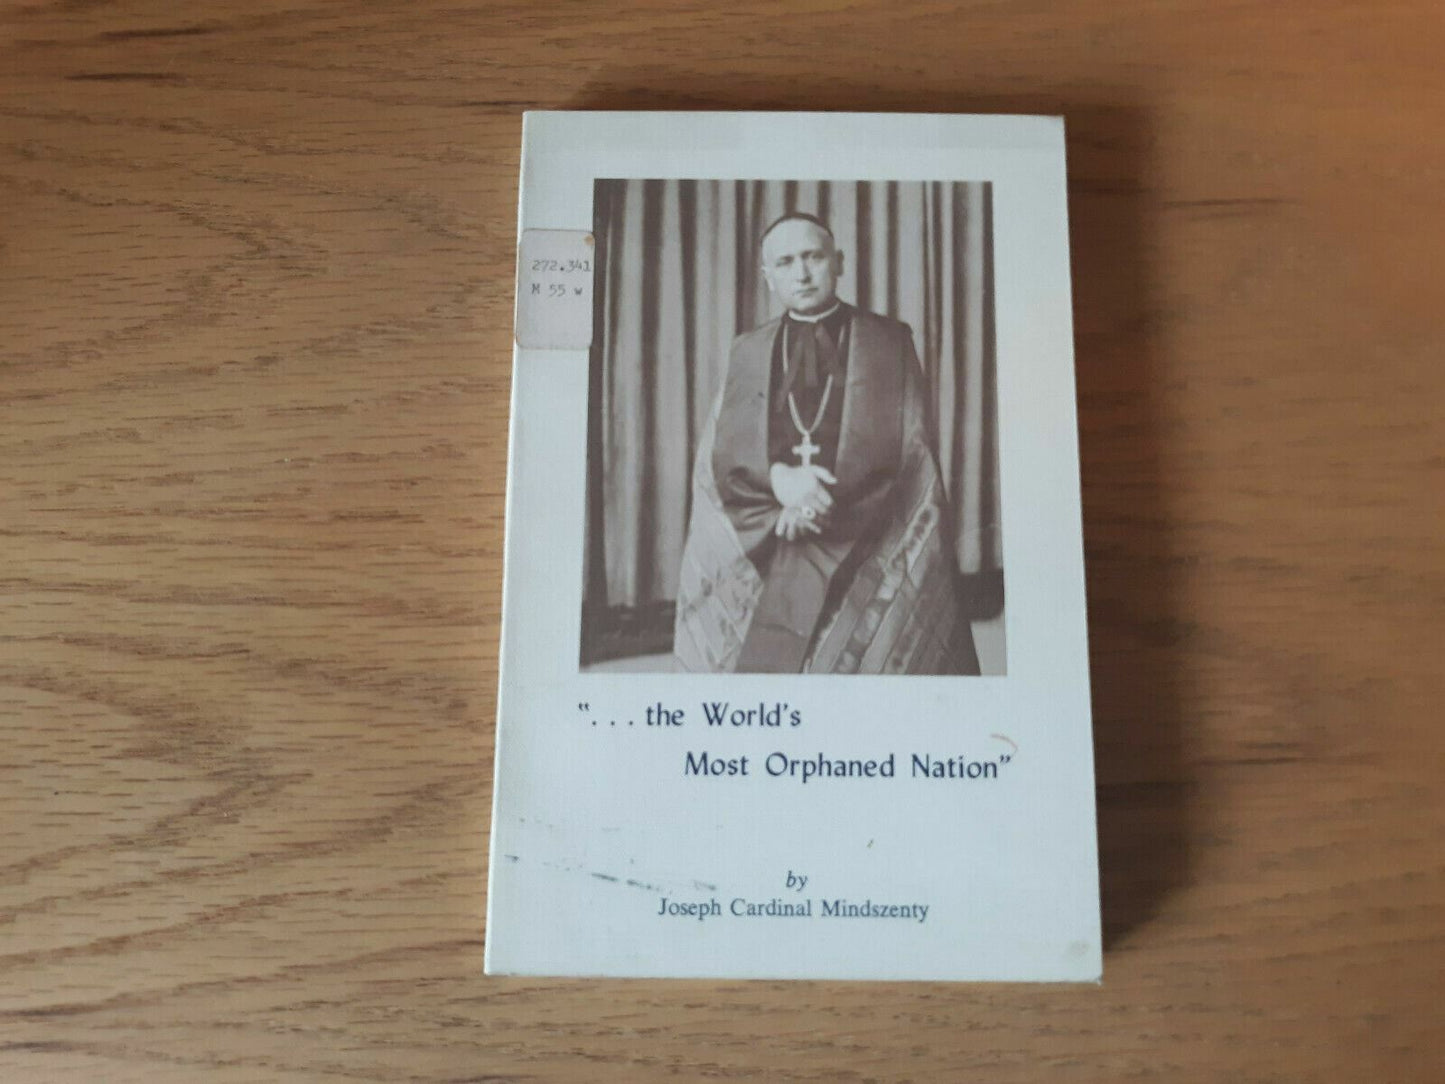 272.341
M 55 w
“. . . the World’s
Most Orphaned Nation”
by
Joseph Cardinal Mindszenty